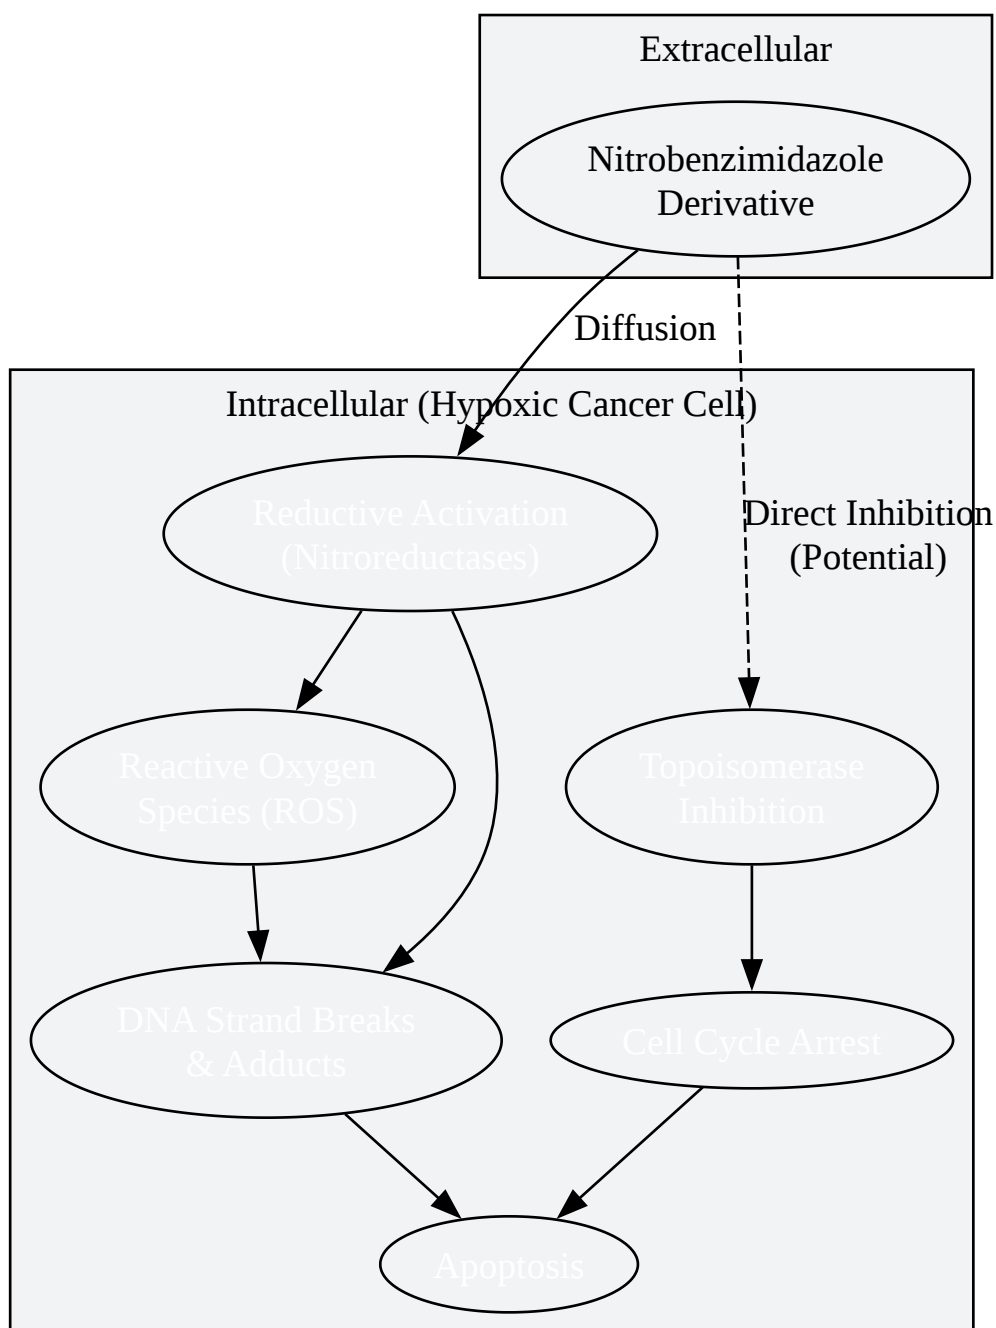 Extracellular
Nitrobenzimidazole
Derivative
Diffusion
Intracellular (Hypoxic Cancer Cell)
Reductive Activation
(Nitroreductases)
Direct Inhibition
(Potential)
Reactive Oxygen
Species (ROS)
Topoisomerase
Inhibition
DNA Strand Breaks
& Adducts
Cell Cycle Arrest
Apoptosis